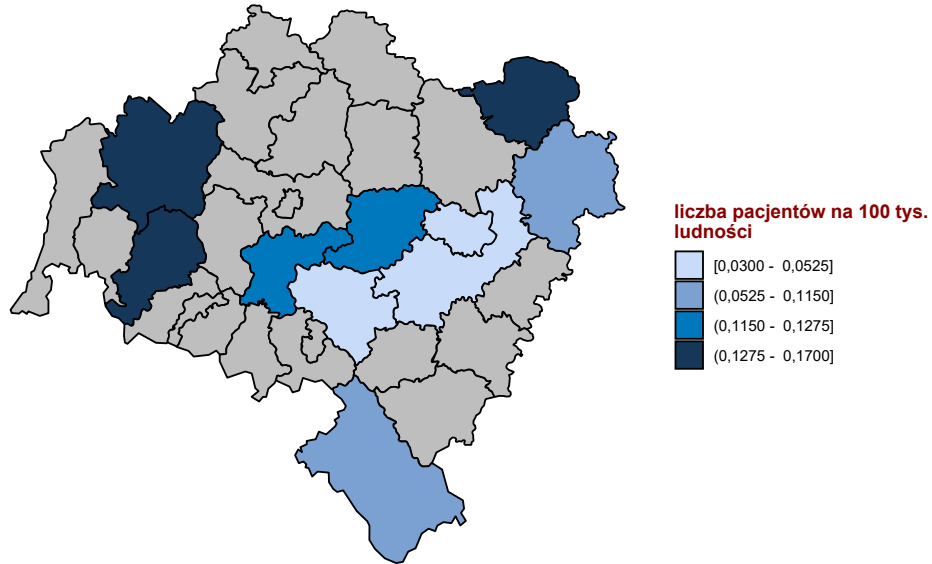 liczba pacjentów na 100 tys.
ludności
[0,0300 - 0,0525]
(0,0525 - 0,1150]
(0,1150 - 0,1275]
(0,1275 - 0,1700]